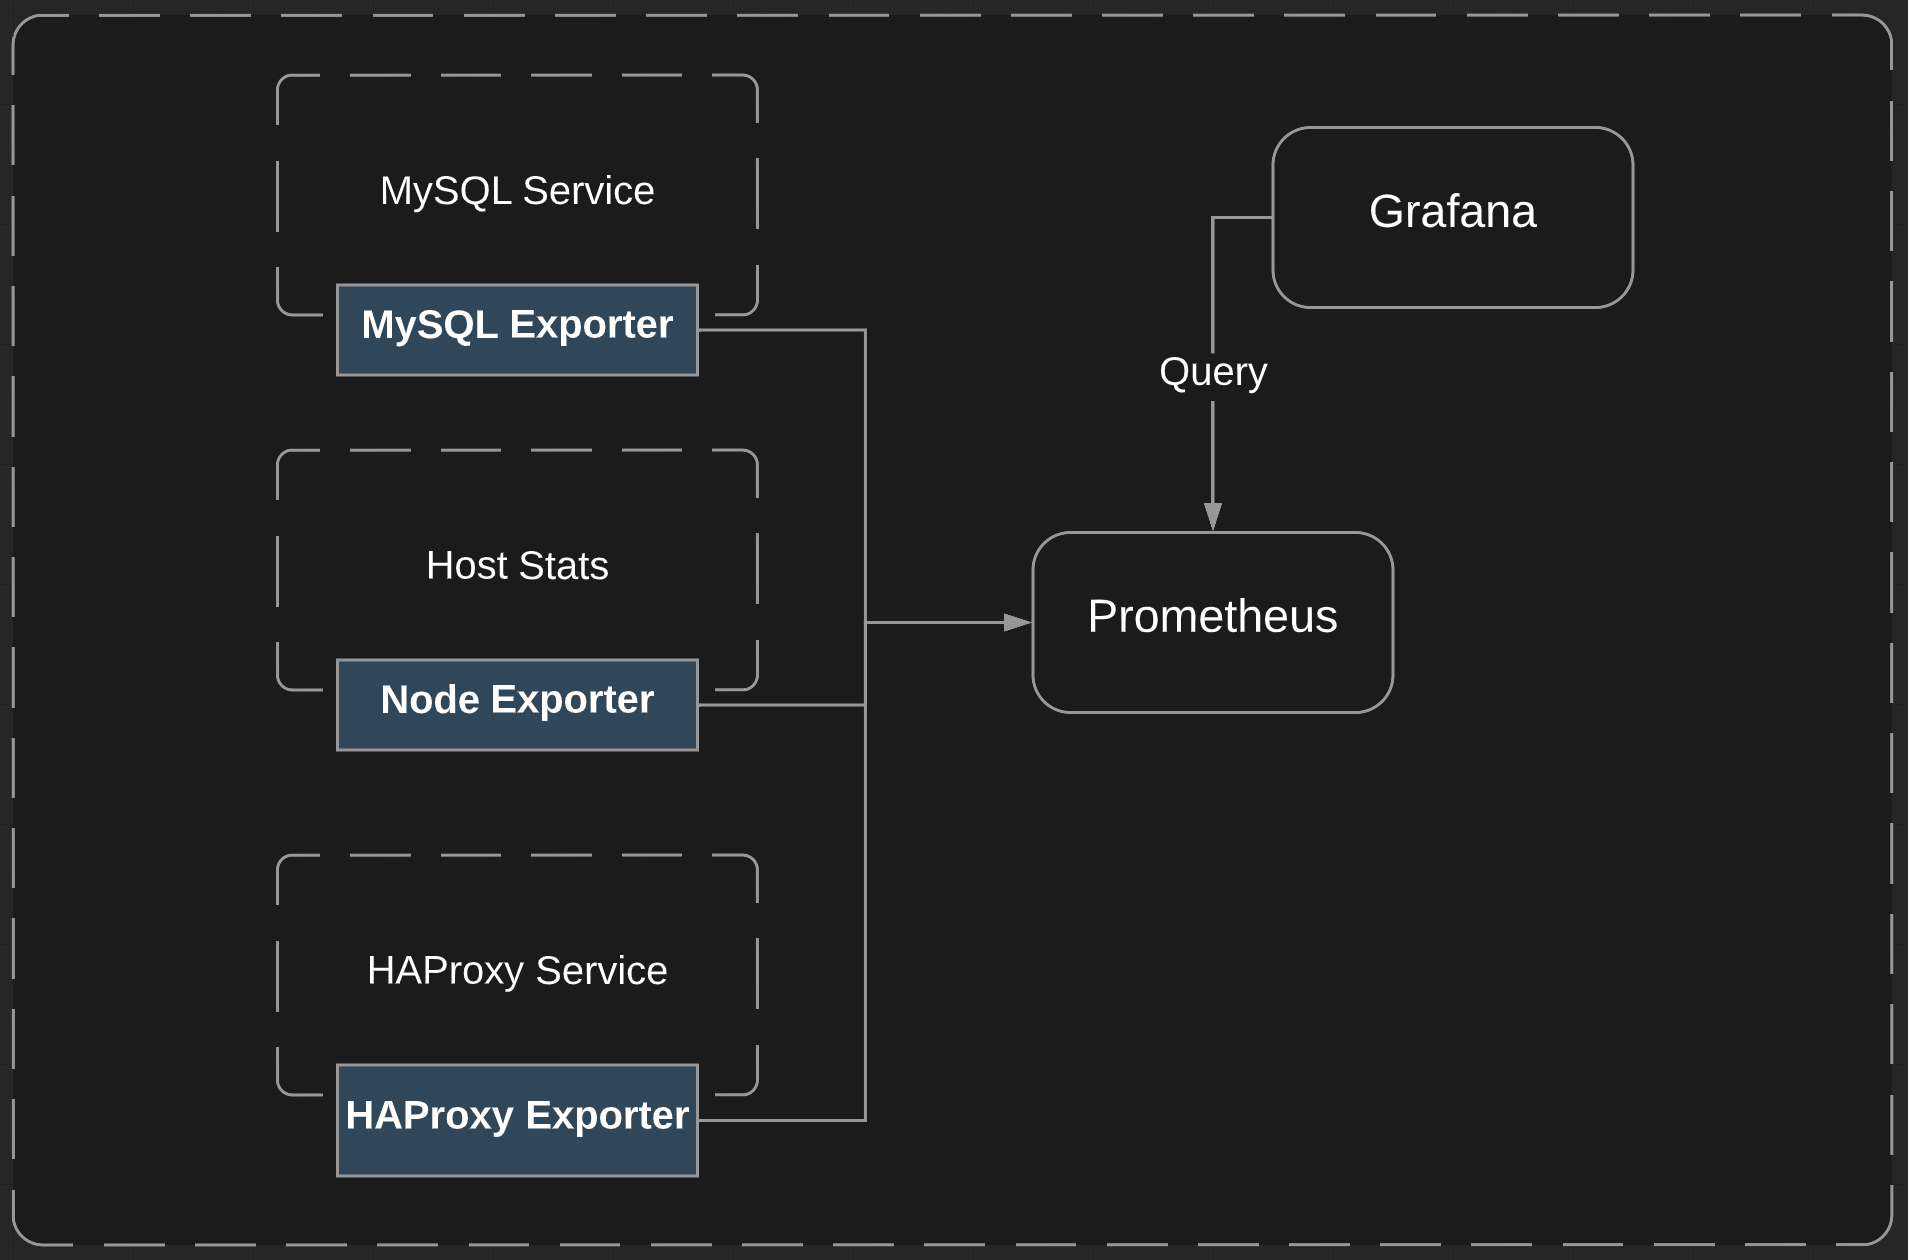 MySQL Service
MySQL Exporter
Host Stats
Node Exporter
HAProxy Service
HAProxy Exporter
Grafana
Query
Prometheus